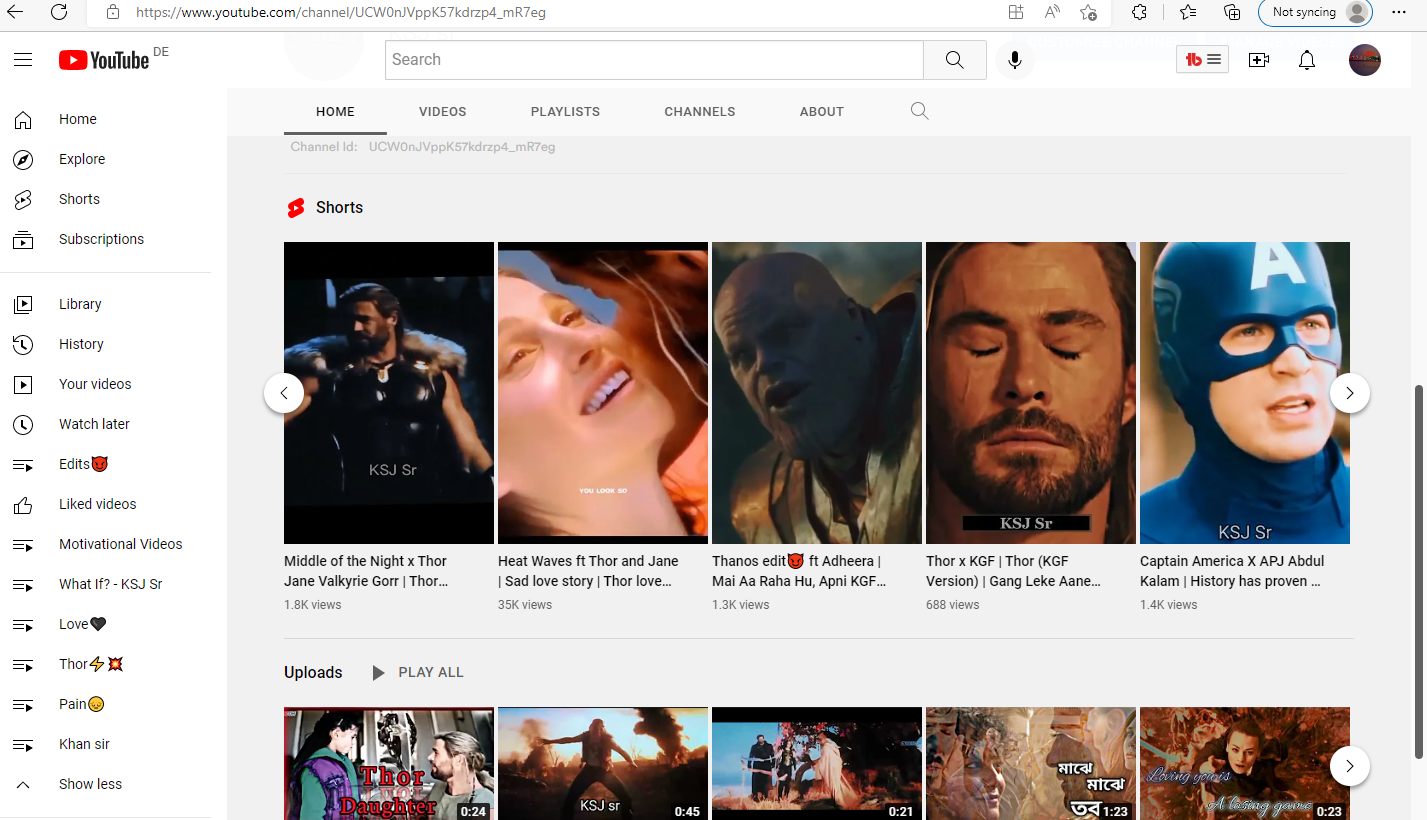 https://www.youtube.com/channel/UCW0nJVppK57kdrzp4_mR7eg
Not syncing
YouTube DE
Search
HOME
VIDEOS
PLAYLISTS
CHANNELS
ABOUT
Channel Id: UCW0nJVppK57kdrzp4_mR7eg
Home
Explore
Shorts
Subscriptions
Library
History
Your videos
Watch later
Edits😈
Liked videos
Motivational Videos
What If? - KSJ Sr
Love🖤
Thor⚡💥
Pain😞
Khan sir
Show less
Shorts
KSJ Sr
YOU LOOK SO
KSJ Sr
KSJ Sr
Middle of the Night x Thor
Jane Valkyrie Gorr | Thor...
1.8K views
Heat Waves ft Thor and Jane
| Sad love story | Thor love...
35K views
Thanos edit😈 ft Adheera |
Mai Aa Raha Hu, Apni KGF...
1.3K views
Thor x KGF | Thor (KGF
Version) | Gang Leke Aane...
688 views
Captain America X APJ Abdul
Kalam | History has proven ...
1.4K views
Uploads
PLAY ALL
Thor
Daughter
0:24
KSJ sr
0:45
0:21
মাঝে
মাঝে
তব
1:23
Loving you is
A losing game
0:23